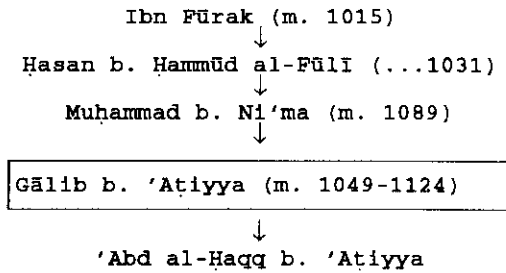 Ibn Fūrak (m. 1015)
↓
Ḥasan b. Ḥammūd al-Fūlī (...1031)
↓
Muḥammad b. Ni'ma (m. 1089)
↓
Gālib b. 'Aṭiyya (m. 1049-1124)
↓
'Abd al-Ḥaqq b. 'Aṭiyya